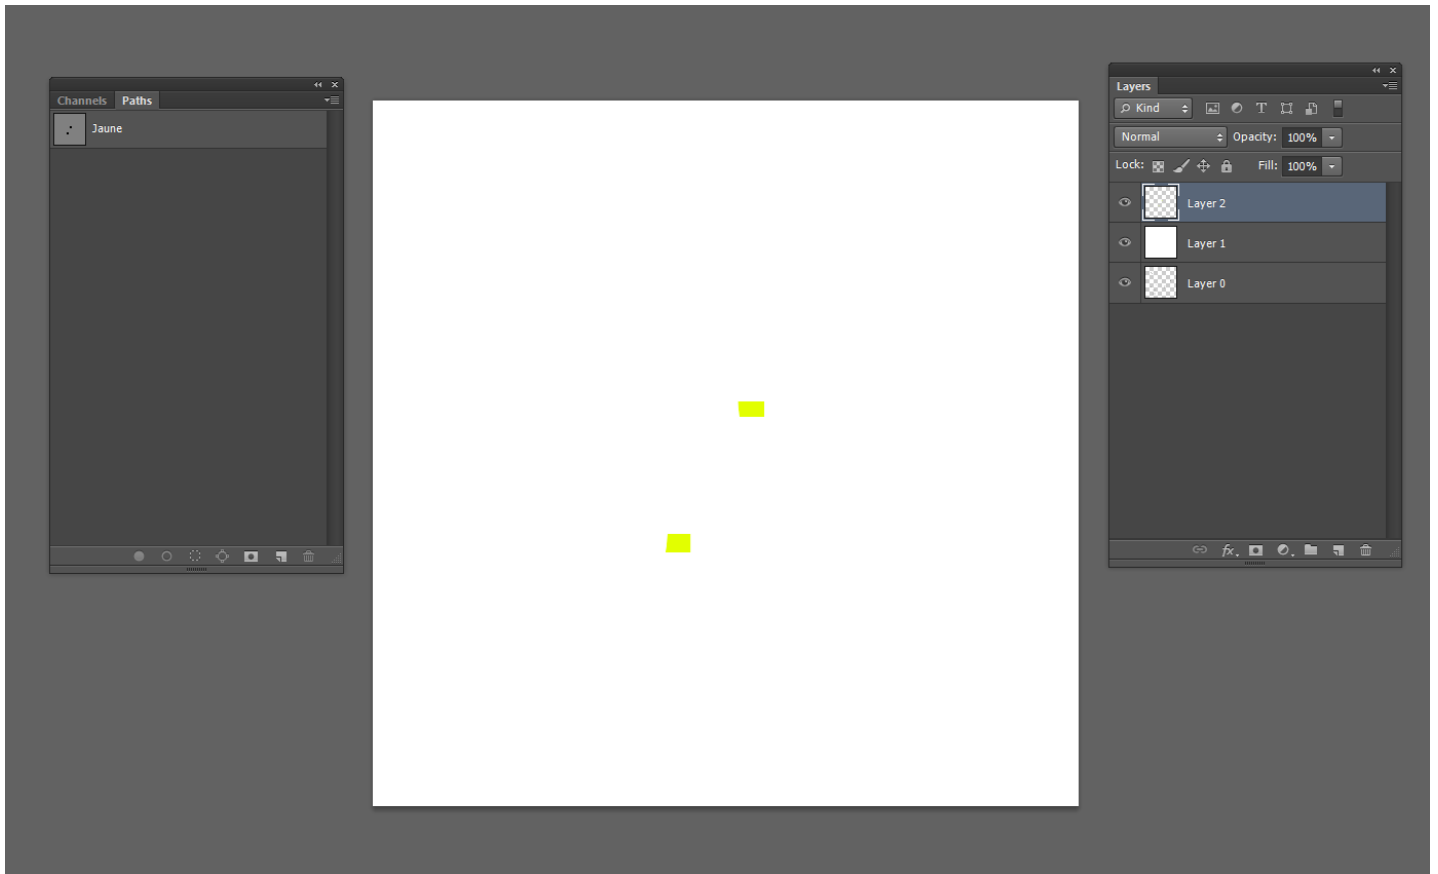 Channels Paths
Jaune
Layers
Kind
Normal Opacity: 100%
Lock: Fill: 100%
Layer 2
Layer 1
Layer 0
fx